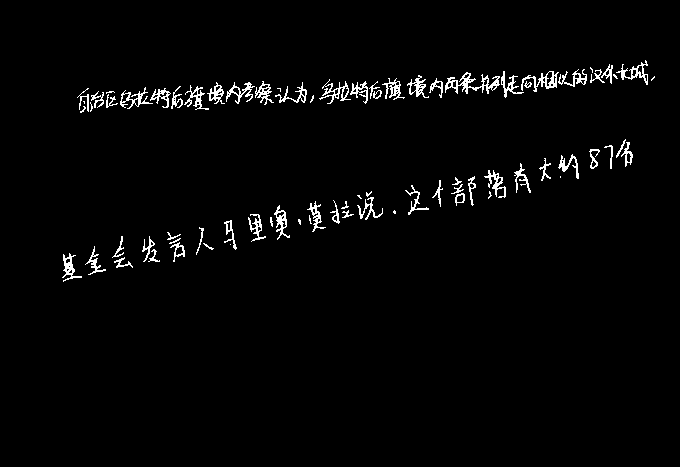 自治区乌拉特后旗境内考察认为，乌拉特后旗境内两条并列走向相似的汉外长城，
基金会发言人马里奥·莫拉说，这个部落有大约87名